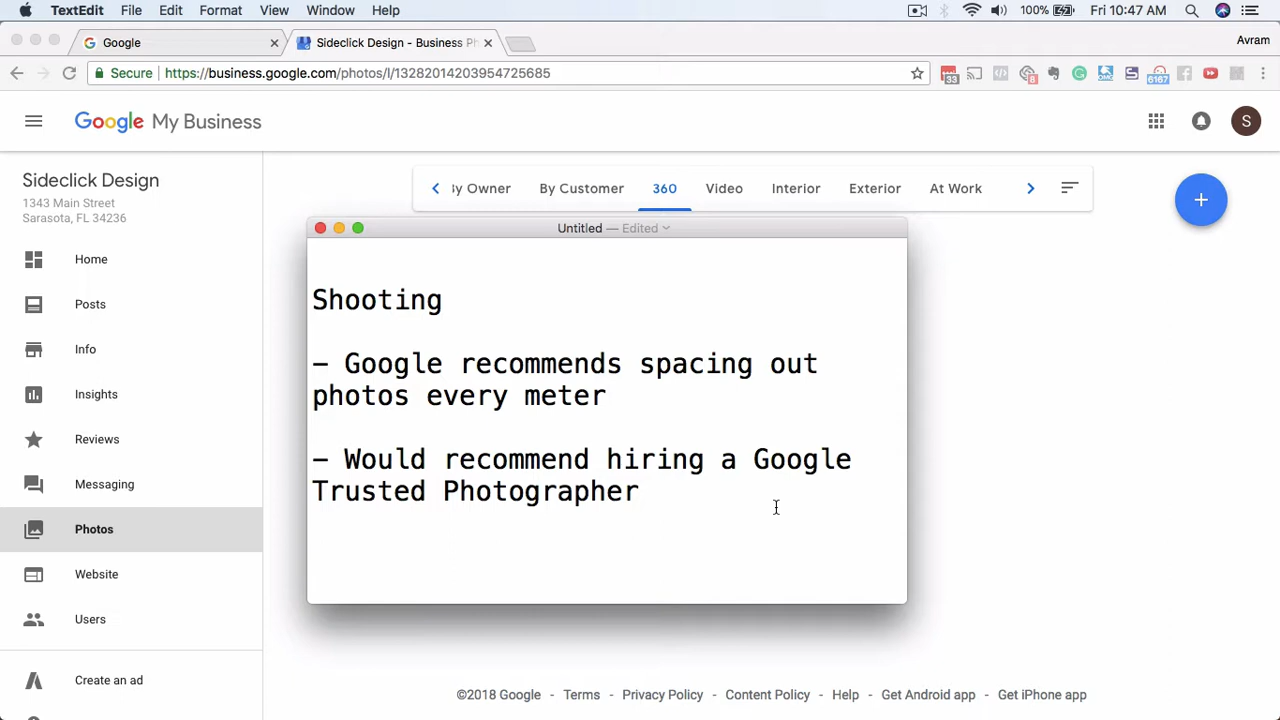 TextEdit File Edit Format View Window Help 100% Fri 10:47 AM
Google Sideclick Design - Business Ph Avram
Secure https://business.google.com/photos/l/13282014203954725685 33 8 6167
Google My Business S
Sideclick Design
1343 Main Street
Sarasota, FL 34236
By Owner By Customer 360 Video Interior Exterior At Work
Home
Posts
Info
Insights
Reviews
Messaging
Photos
Website
Users
Create an ad
Untitled — Edited
Shooting
– Google recommends spacing out
photos every meter
– Would recommend hiring a Google
Trusted Photographer
©2018 Google - Terms - Privacy Policy - Content Policy - Help - Get Android app - Get iPhone app